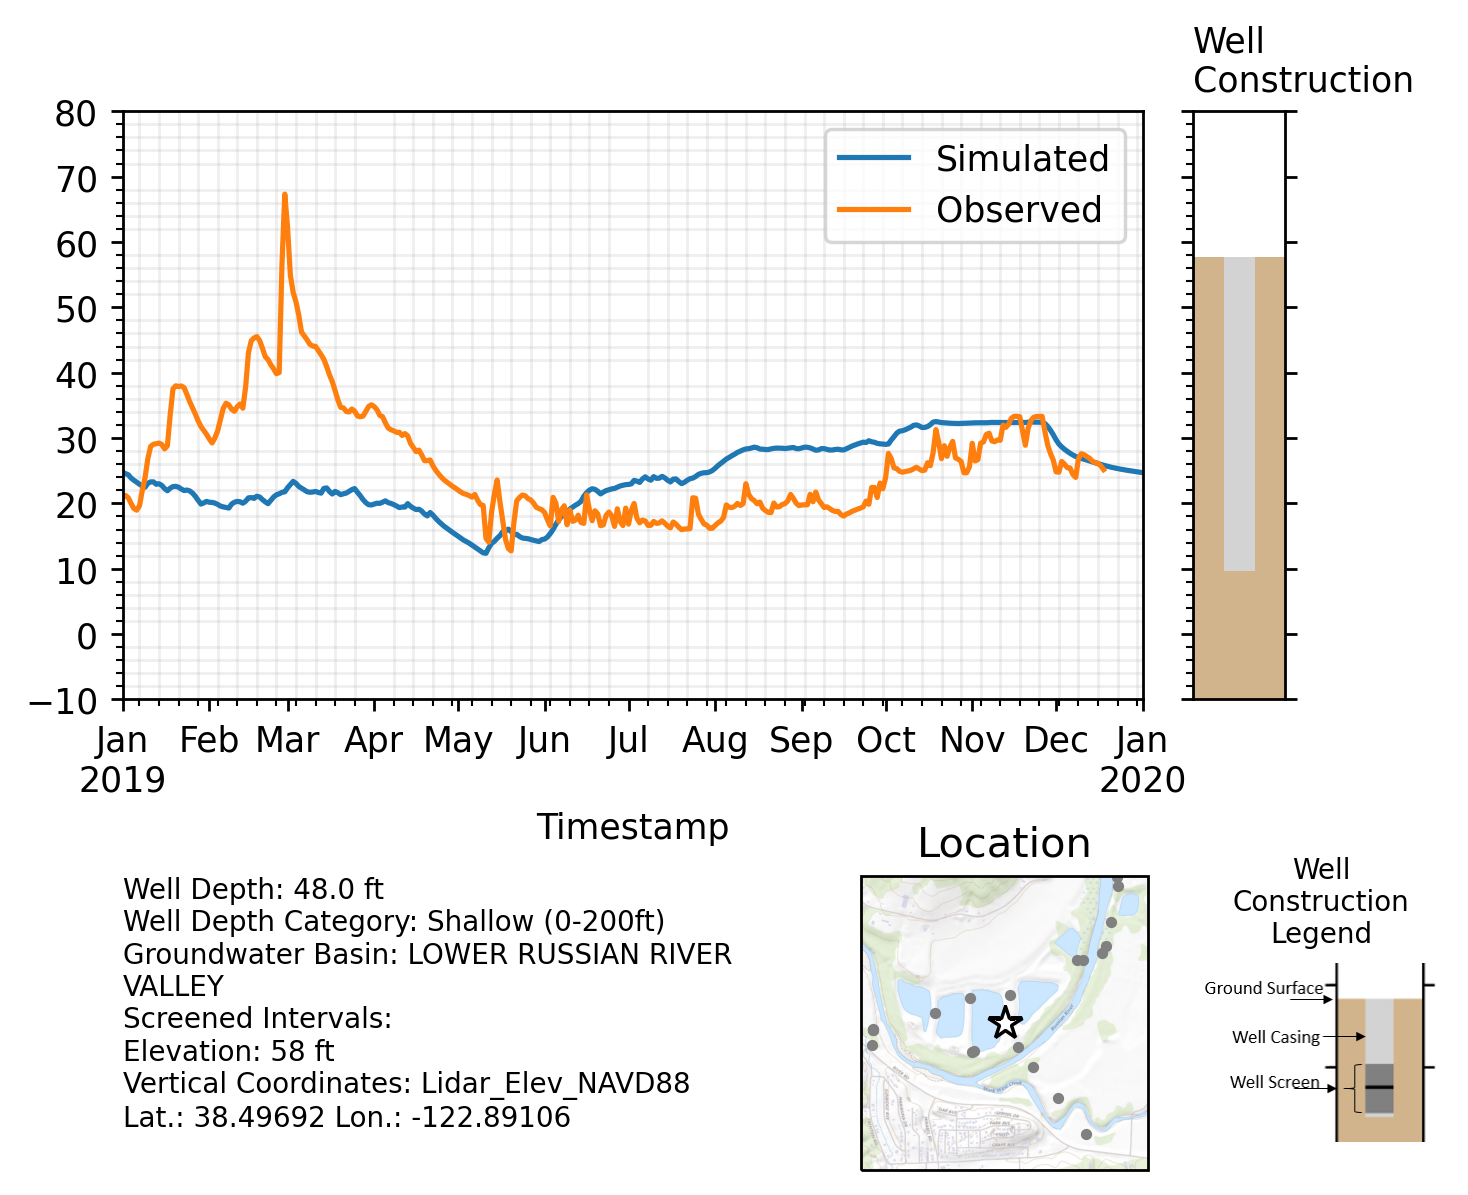 Well
Construction
80
70
60
50
40
30
20
10
0
−10
Simulated
Observed
Jan Feb Mar Apr May Jun Jul Aug Sep Oct Nov Dec Jan
2019 2020
Timestamp
Well Depth: 48.0 ft
Well Depth Category: Shallow (0-200ft)
Groundwater Basin: LOWER RUSSIAN RIVER
VALLEY
Screened Intervals:
Elevation: 58 ft
Vertical Coordinates: Lidar_Elev_NAVD88
Lat.: 38.49692 Lon.: -122.89106
Location
Well
Construction
Legend
Ground Surface
Well Casing
Well Screen